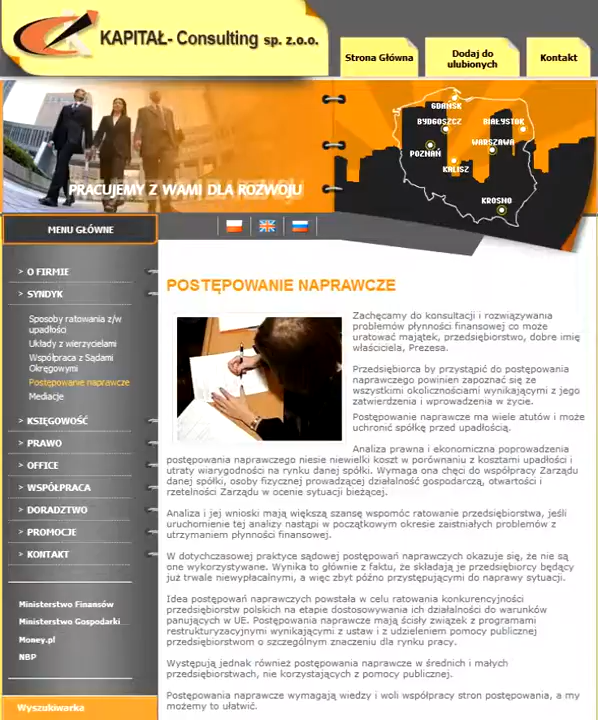 KAPITAŁ- Consulting sp. z.o.o.
Strona Główna
Dodaj do
ulubionych
Kontakt
PRACUJEMY Z WAMI DLA ROZWOJU
GDAŃSK
BYDGOSZCZ
BIAŁYSTOK
POZNAŃ
WARSZAWA
KALISZ
KROSNO
MENU GŁÓWNE
> O FIRMIE
> SYNDYK
Sposoby ratowania z/w
upadłości
Układy z wierzycielami
Współpraca z Sądami
Okręgowymi
Postępowanie naprawcze
Mediacje
> KSIĘGOWOŚĆ
> PRAWO
> OFFICE
> WSPÓŁPRACA
> DORADZTWO
> PROMOCJE
> KONTAKT
Ministerstwo Finansów
Ministerstwo Gospodarki...
Money.pl
NBP
Wyszukiwarka
POSTĘPOWANIE NAPRAWCZE
Zachęcamy do konsultacji i rozwiązywania
problemów płynności finansowej co może
uratować majątek, przedsiębiorstwo, dobre imię
właściciela, Prezesa.
Przedsiębiorca by przystąpić do postępowania
naprawczego powinien zapoznać się ze
wszystkimi okolicznościami wynikającymi z jego
zatwierdzenia i wprowadzenia w życie.
Postępowanie naprawcze ma wiele atutów i może
uchronić spółkę przed upadłością.
Analiza prawna i ekonomiczna poprowadzenia
postępowania naprawczego niesie niewielki koszt w porównaniu z kosztami upadłości i
utraty wiarygodności na rynku danej spółki. Wymaga ona chęci do współpracy Zarządu
danej spółki, osoby fizycznej prowadzącej działalność gospodarczą, otwartości i
rzetelności Zarządu w ocenie sytuacji bieżącej.
Analiza i jej wnioski mają większą szansę wspomóc ratowanie przedsiębiorstwa, jeśli
uruchomienie tej analizy nastąpi w początkowym okresie zaistniałych problemów z
utrzymaniem płynności finansowej.
W dotychczasowej praktyce sądowej postępowań naprawczych okazuje się, że nie są
one wykorzystywane. Wynika to głównie z faktu, że składają je przedsiębiorcy będący
już trwale niewypłacalnymi, a więc zbyt późno przystępującymi do naprawy sytuacji.
Idea postępowań naprawczych powstała w celu ratowania konkurencyjności
przedsiębiorstw polskich na etapie dostosowywania ich działalności do warunków
panujących w UE. Postępowania naprawcze mają ścisły związek z programami
restrukturyzacyjnymi wynikającymi z ustaw i z udzieleniem pomocy publicznej
przedsiębiorstwom o szczególnym znaczeniu dla rynku pracy.
Występują jednak również postępowania naprawcze w średnich i małych
przedsiębiorstwach, nie korzystających z pomocy publicznej.
Postępowania naprawcze wymagają wiedzy i woli współpracy stron postępowania, a my
możemy to ułatwić.